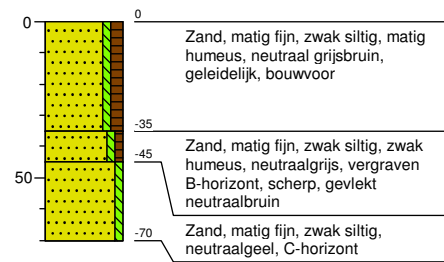 0
0
Zand, matig fijn, zwak siltig, matig
humeus, neutraal grijsbruin,
geleidelijk, bouwvoor
-35
Zand, matig fijn, zwak siltig, zwak
humeus, neutraalgrijs, vergraven
B-horizont, scherp, gevlekt
neutraalbruin
-45
50
Zand, matig fijn, zwak siltig,
neutraalgeel, C-horizont
-70